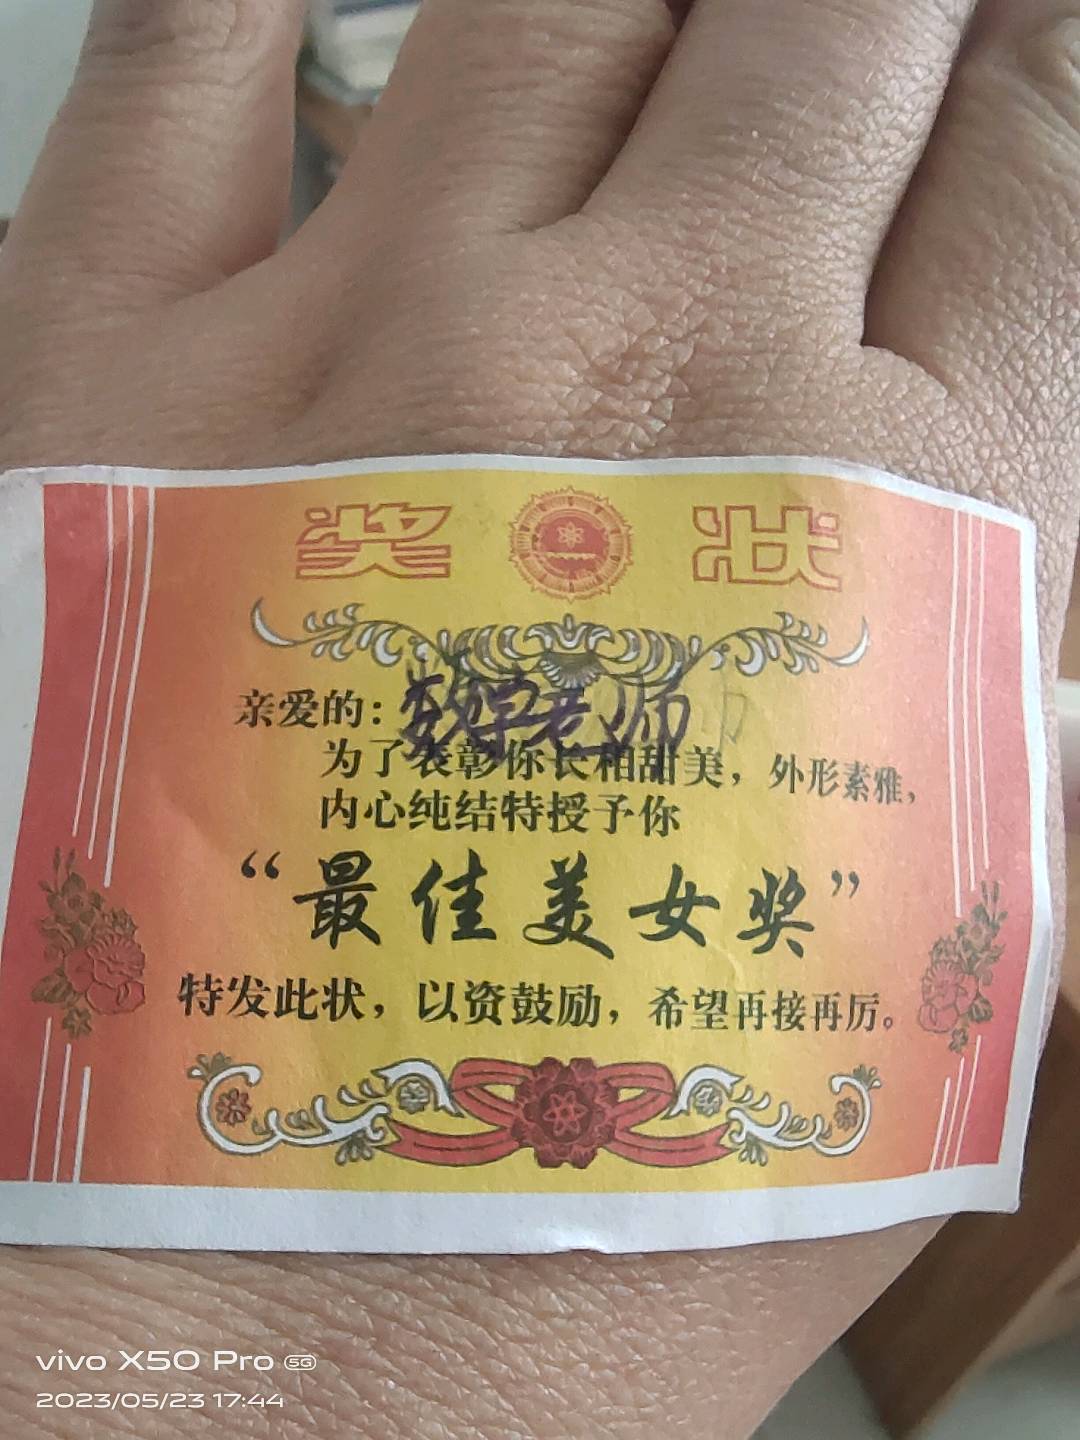 奖 状
亲爱的：数学老师
为了表彰你长相甜美，外形素雅，
内心纯结特授予你
“最佳美女奖”
特发此状，以资鼓励，希望再接再厉。
vivo X50 Pro 5G
2023/05/23 17:44